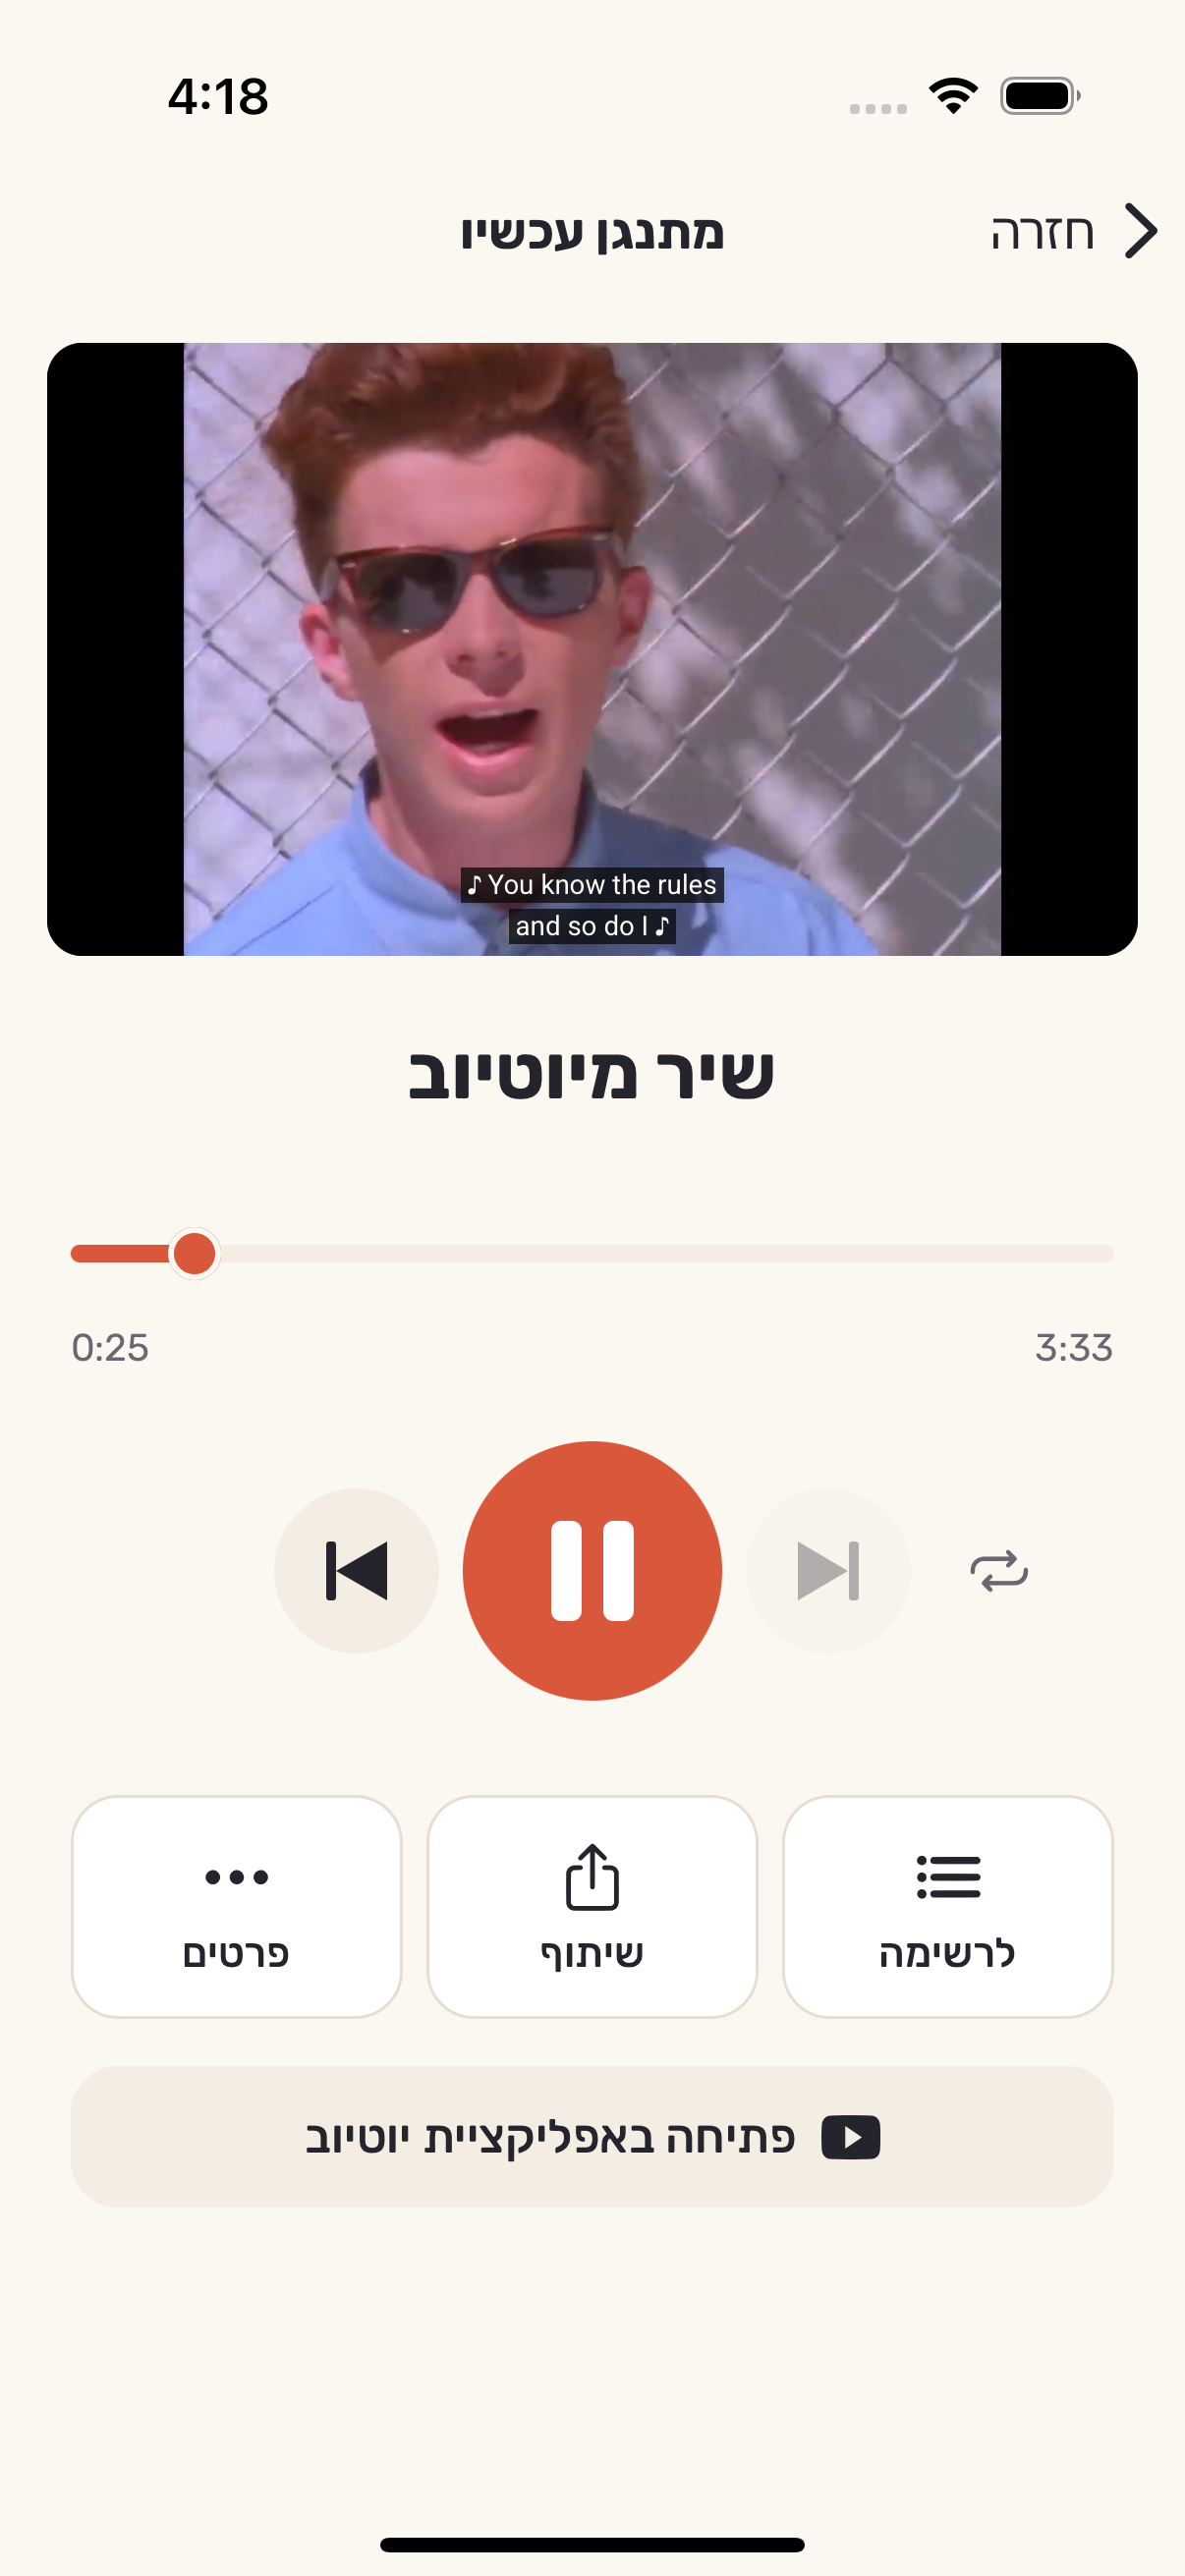 4:18
חזרה
מתנגן עכשיו
♪ You know the rules
and so do I ♪
שיר מיוטיוב
0:25
3:33
לרשימה
שיתוף
פרטים
פתיחה באפליקציית יוטיוב